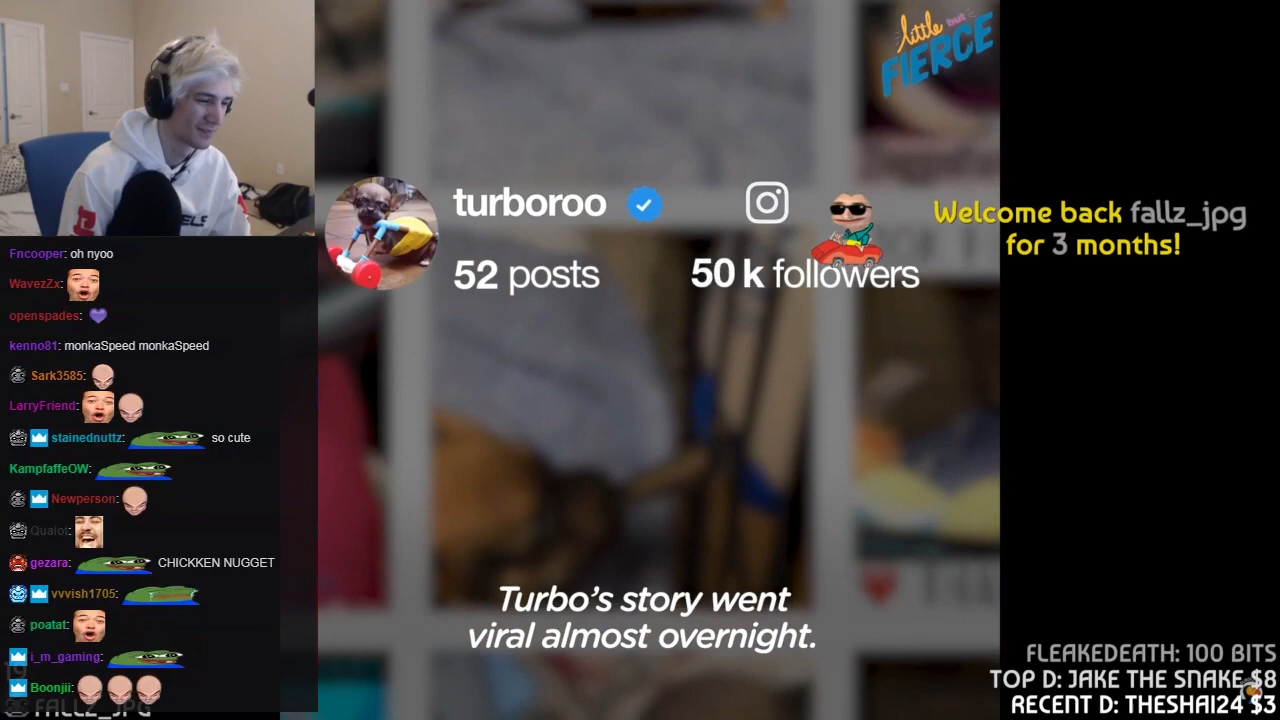 little but
FIERCE
turboroo
52 posts
50 k followers
Welcome back fallz_jpg
for 3 months!
Fncooper: oh nyoo
WavezZx:
openspades:
kenno81: monkaSpeed monkaSpeed
Sark3585:
LarryFriend:
stainednuttz: so cute
KampfaffeOW:
Newperson:
Qualot:
gezara: CHICKKEN NUGGET
vvvish1705:
poatat:
i_m_gaming:
Boonjii:
FALLZ_JPG
Turbo's story went
viral almost overnight.
FLEAKEDEATH: 100 BITS
TOP D: JAKE THE SNAKE $8
RECENT D: THESHAI24 $3